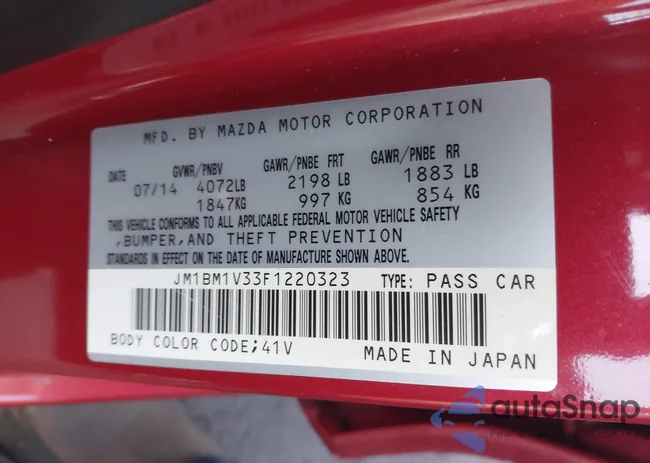 MFD. BY MAZDA MOTOR CORPORATION
DATE GVWR/PNBV GAWR/PNBE FRT GAWR/PNBE RR
07/14 4072LB 2198 LB 1883 LB
1847KG 997 KG 854 KG
THIS VEHICLE CONFORMS TO ALL APPLICABLE FEDERAL MOTOR VEHICLE SAFETY
,BUMPER,AND THEFT PREVENTION
STANDARDS IN EFFECT ON THE DATE OF MANUFACTURE SHOWN ABOVE.
JM1BM1V33F1220323 TYPE: PASS CAR
BODY COLOR CODE;41V MADE IN JAPAN
autoSnap